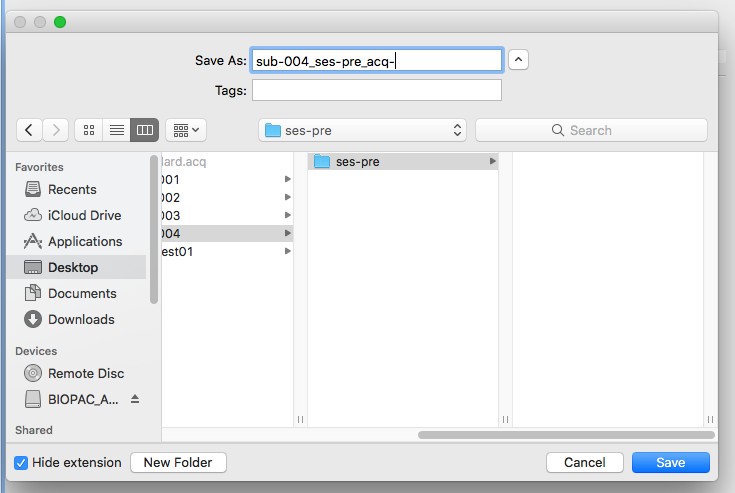 Save As: sub-004_ses-pre_acq-
Tags:
ses-pre
Search
Favorites
Recents
iCloud Drive
Applications
Desktop
Documents
Downloads
Devices
Remote Disc
BIOPAC_A...
Shared
dard.acq
001
002
003
004
est01
ses-pre
Hide extension
New Folder
Cancel
Save